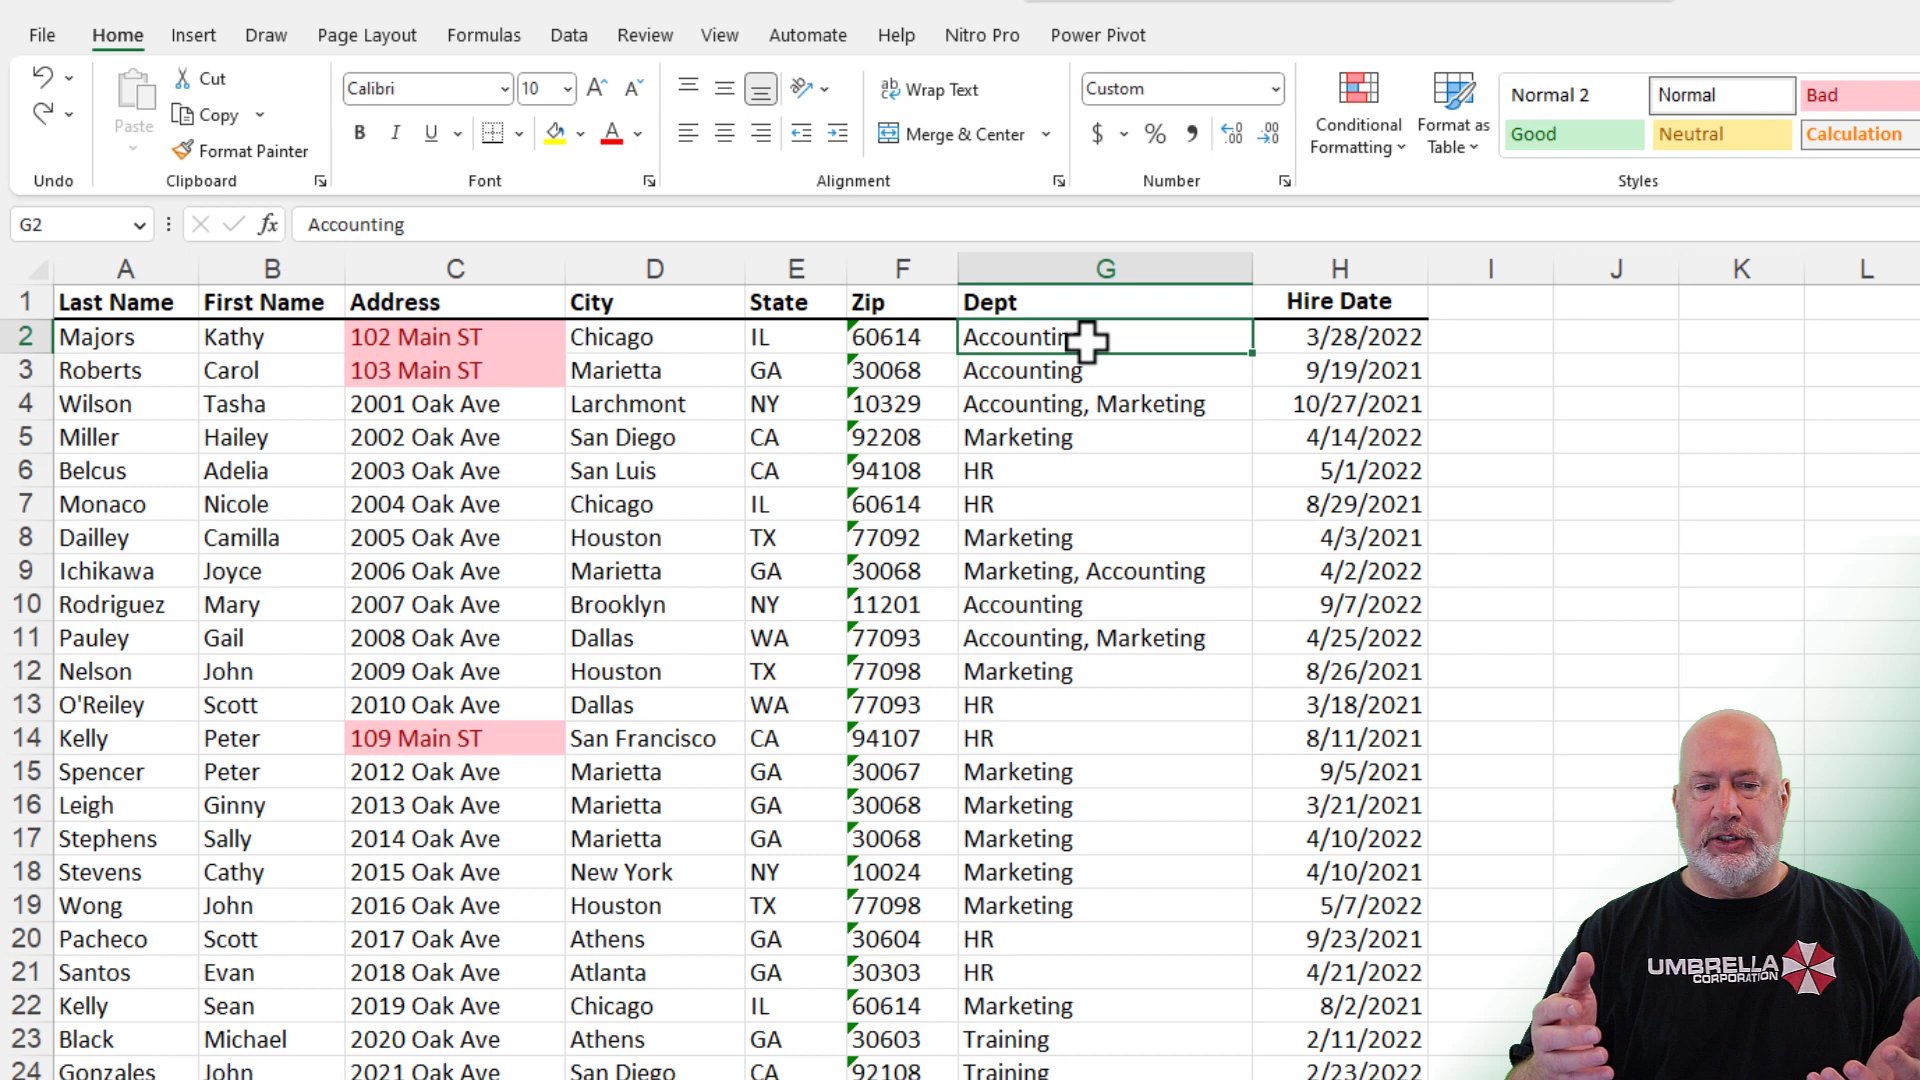 File Home Insert Draw Page Layout Formulas Data Review View Automate Help Nitro Pro Power Pivot
Cut
Copy
Format Painter
Paste
Undo
Clipboard
Calibri 10
B I U A
Font
Wrap Text
Merge & Center
Alignment
Custom
$ % 9
Number
Conditional Formatting
Format as Table
Normal 2 Normal Bad
Good Neutral Calculation
Styles
G2 fx Accounting
A B C D E F G H I J K L
1 Last Name First Name Address City State Zip Dept Hire Date
2 Majors Kathy 102 Main ST Chicago IL 60614 3/28/2022
3 Roberts Carol 103 Main ST Marietta GA 30068 Accounting 9/19/2021
4 Wilson Tasha 2001 Oak Ave Larchmont NY 10329 Accounting, Marketing 10/27/2021
5 Miller Hailey 2002 Oak Ave San Diego CA 92208 Marketing 4/14/2022
6 Belcus Adelia 2003 Oak Ave San Luis CA 94108 HR 5/1/2022
7 Monaco Nicole 2004 Oak Ave Chicago IL 60614 HR 8/29/2021
8 Dailley Camilla 2005 Oak Ave Houston TX 77092 Marketing 4/3/2021
9 Ichikawa Joyce 2006 Oak Ave Marietta GA 30068 Marketing, Accounting 4/2/2022
10 Rodriguez Mary 2007 Oak Ave Brooklyn NY 11201 Accounting 9/7/2022
11 Pauley Gail 2008 Oak Ave Dallas WA 77093 Accounting, Marketing 4/25/2022
12 Nelson John 2009 Oak Ave Houston TX 77098 Marketing 8/26/2021
13 O'Reiley Scott 2010 Oak Ave Dallas WA 77093 HR 3/18/2021
14 Kelly Peter 109 Main ST San Francisco CA 94107 HR 8/11/2021
15 Spencer Peter 2012 Oak Ave Marietta GA 30067 Marketing 9/5/2021
16 Leigh Ginny 2013 Oak Ave Marietta GA 30068 Marketing 3/21/2021
17 Stephens Sally 2014 Oak Ave Marietta GA 30068 Marketing 4/10/2022
18 Stevens Cathy 2015 Oak Ave New York NY 10024 Marketing 4/10/2021
19 Wong John 2016 Oak Ave Houston TX 77098 Marketing 5/7/2022
20 Pacheco Scott 2017 Oak Ave Athens GA 30604 HR 9/23/2021
21 Santos Evan 2018 Oak Ave Atlanta GA 30303 HR 4/21/2022
22 Kelly Sean 2019 Oak Ave Chicago IL 60614 Marketing 8/2/2021
23 Black Michael 2020 Oak Ave Athens GA 30603 Training 2/11/2022
24 Gonzales John 2021 Oak Ave San Diego CA 92108 Training 2/23/2022
UMBRELLA
CORPORATION